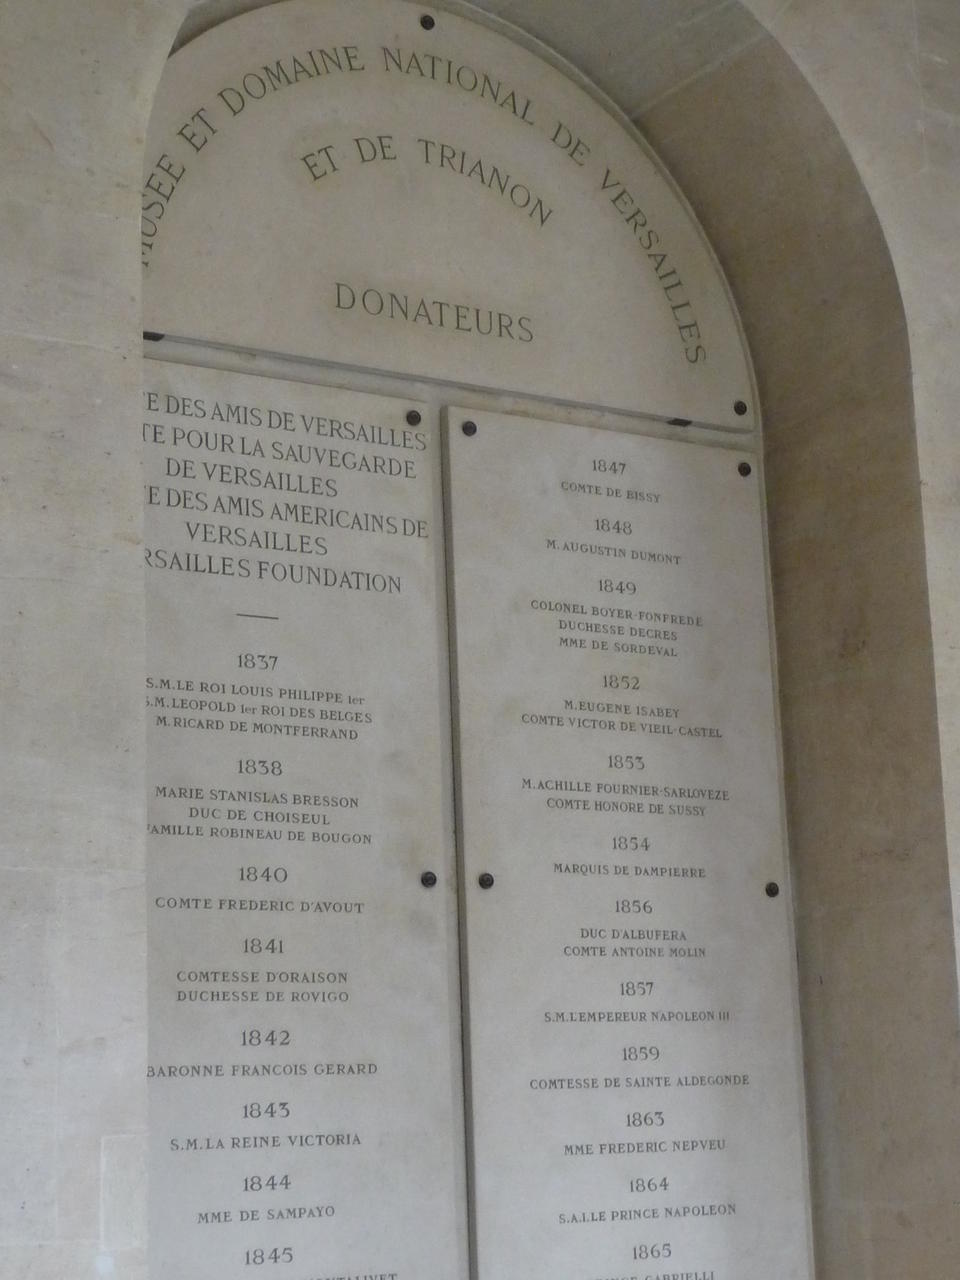 MUSEE ET DOMAINE NATIONAL DE VERSAILLES
ET DE TRIANON
DONATEURS
DES AMIS DE VERSAILLES
POUR LA SAUVEGARDE
DE VERSAILLES
DES AMIS AMERICAINS DE
VERSAILLES
FOUNDATION
1837
S.M.LE ROI LOUIS PHILIPPE 1er
S.M.LEOPOLD 1er ROI DES BELGES
M.RICARD DE MONTFERRAND
1838
MARIE STANISLAS BRESSON
DUC DE CHOISEUL
FAMILLE ROBINEAU DE BOUGON
1840
COMTE FREDERIC D'AVOUT
1841
COMTESSE D'ORAISON
DUCHESSE DE ROVIGO
1842
BARONNE FRANCOIS GERARD
1843
S.M.LA REINE VICTORIA
1844
MME DE SAMPAYO
1845
1847
COMTE DE BISSY
1848
M.AUGUSTIN DUMONT
1849
COLONEL BOYER-FONFREDE
DUCHESSE DECRES
MME DE SORDEVAL
1852
M.EUGENE ISABEY
COMTE VICTOR DE VIEIL-CASTEL
1853
M.ACHILLE FOURNIER-SARLOVEZE
COMTE HONORE DE SUSSY
1854
MARQUIS DE DAMPIERRE
1856
DUC D'ALBUFERA
COMTE ANTOINE MOLIN
1857
S.M.L'EMPEREUR NAPOLEON III
1859
COMTESSE DE SAINTE ALDEGONDE
1863
MME FREDERIC NEPVEU
1864
S.A.I.LE PRINCE NAPOLEON
1865
GABRIELLI